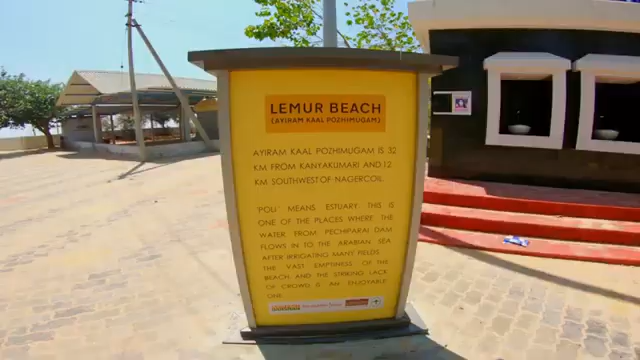 LEMUR BEACH
(AYIRAM KAAL POZHIMUGAM)
AYIRAM KAAL POZHIMUGAM IS 32
KM FROM KANYAKUMARI AND 12
KM SOUTHWEST OF NAGERCOIL.
'POLI' MEANS ESTUARY. THIS IS
ONE OF THE PLACES WHERE THE
WATER FROM PECHIPARAI DAM
FLOWS IN TO THE ARABIAN SEA
AFTER IRRIGATING MANY FIELDS.
THE VAST EMPTINESS OF THE
BEACH AND THE STRIKING LACK
OF CROWD IS AN ENJOYABLE
ONE.